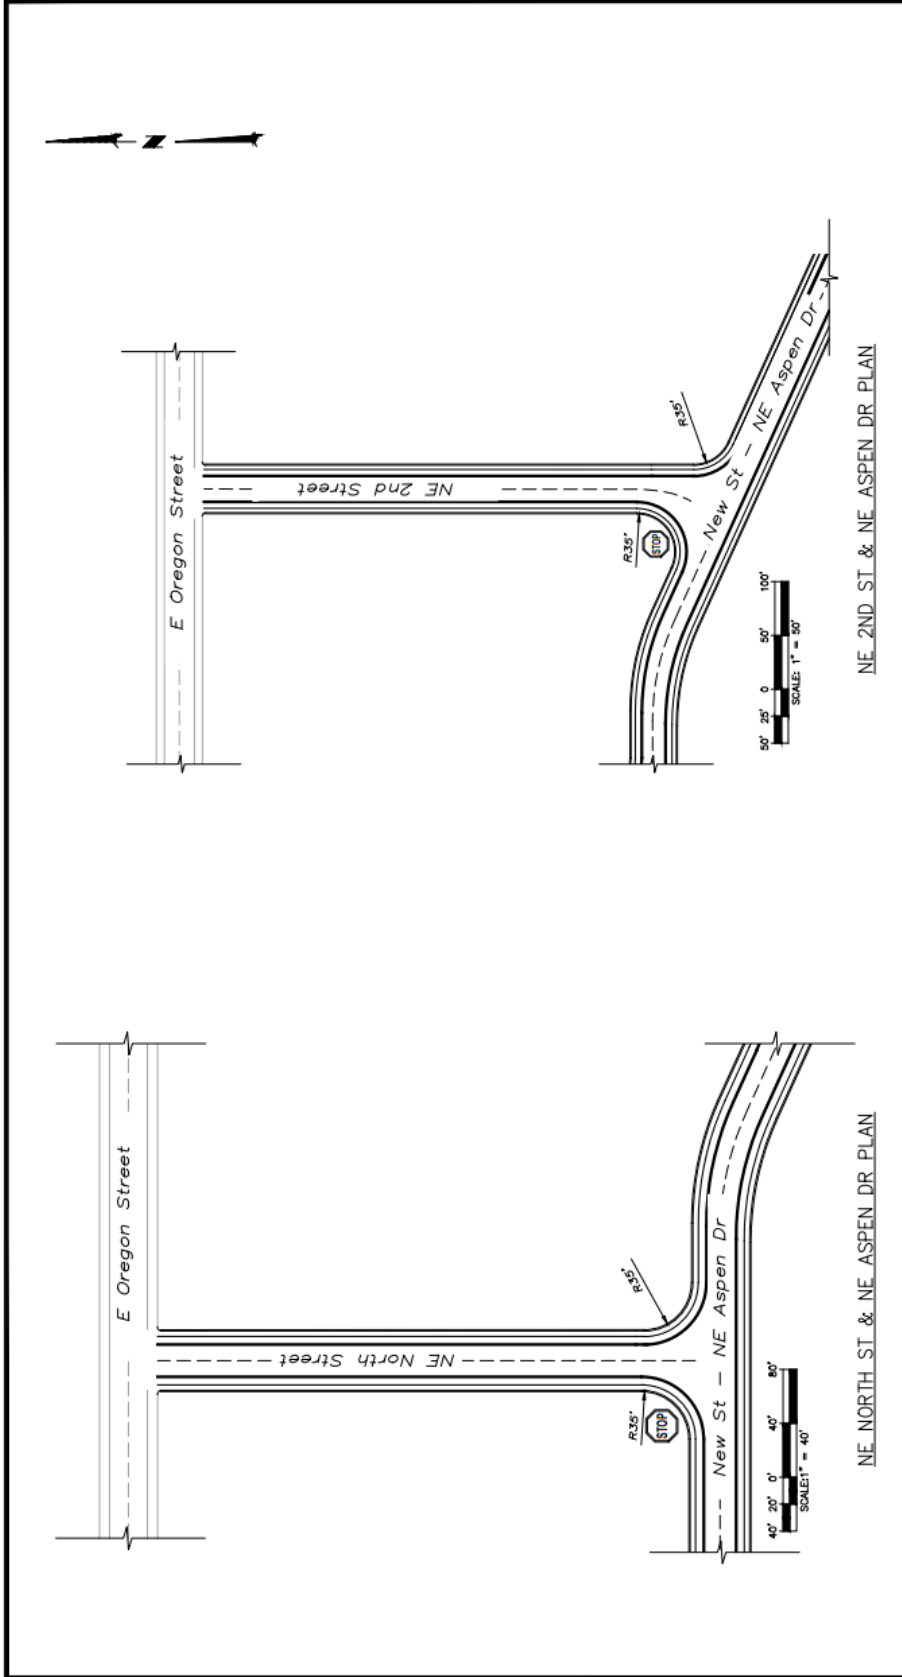 N
E Oregon Street
NE 2nd Street
R35'
R35'
STOP
New St - NE Aspen Dr
50' 25' 0 50' 100'
SCALE: 1" = 50'
NE 2ND ST & NE ASPEN DR PLAN
E Oregon Street
NE North Street
R35'
R35'
STOP
New St - NE Aspen Dr
40' 20' 0' 40' 80'
SCALE:1" = 40'
NE NORTH ST & NE ASPEN DR PLAN